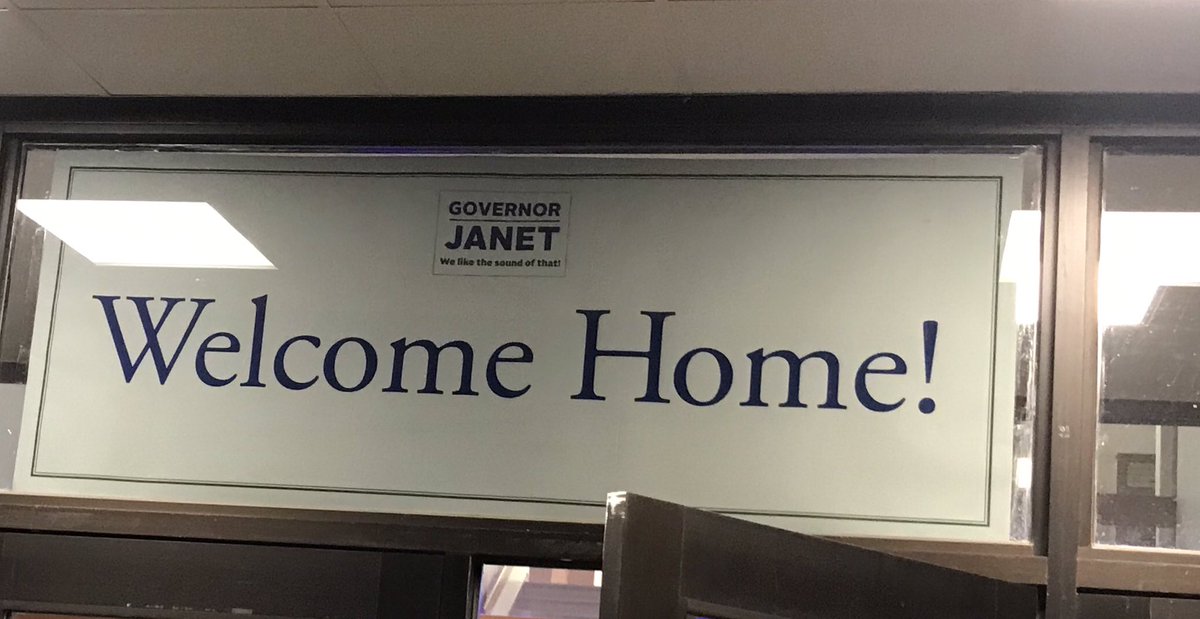 GOVERNOR
JANET
We like the sound of that!
Welcome Home!